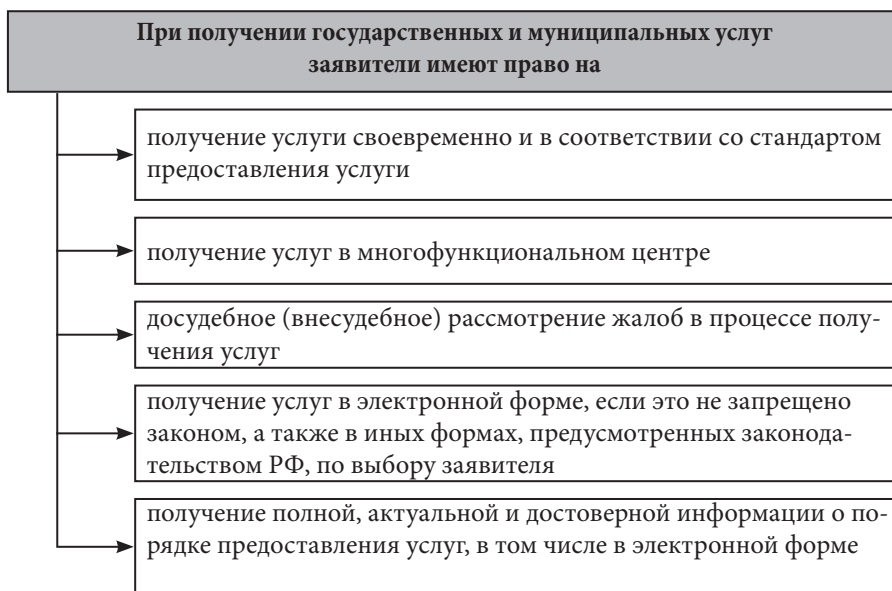 При получении государственных и муниципальных услуг
заявители имеют право на
получение услуги своевременно и в соответствии со стандартом
предоставления услуги
получение услуг в многофункциональном центре
досудебное (внесудебное) рассмотрение жалоб в процессе полу-
чения услуг
получение услуг в электронной форме, если это не запрещено
законом, а также в иных формах, предусмотренных законода-
тельством РФ, по выбору заявителя
получение полной, актуальной и достоверной информации о по-
рядке предоставления услуг, в том числе в электронной форме